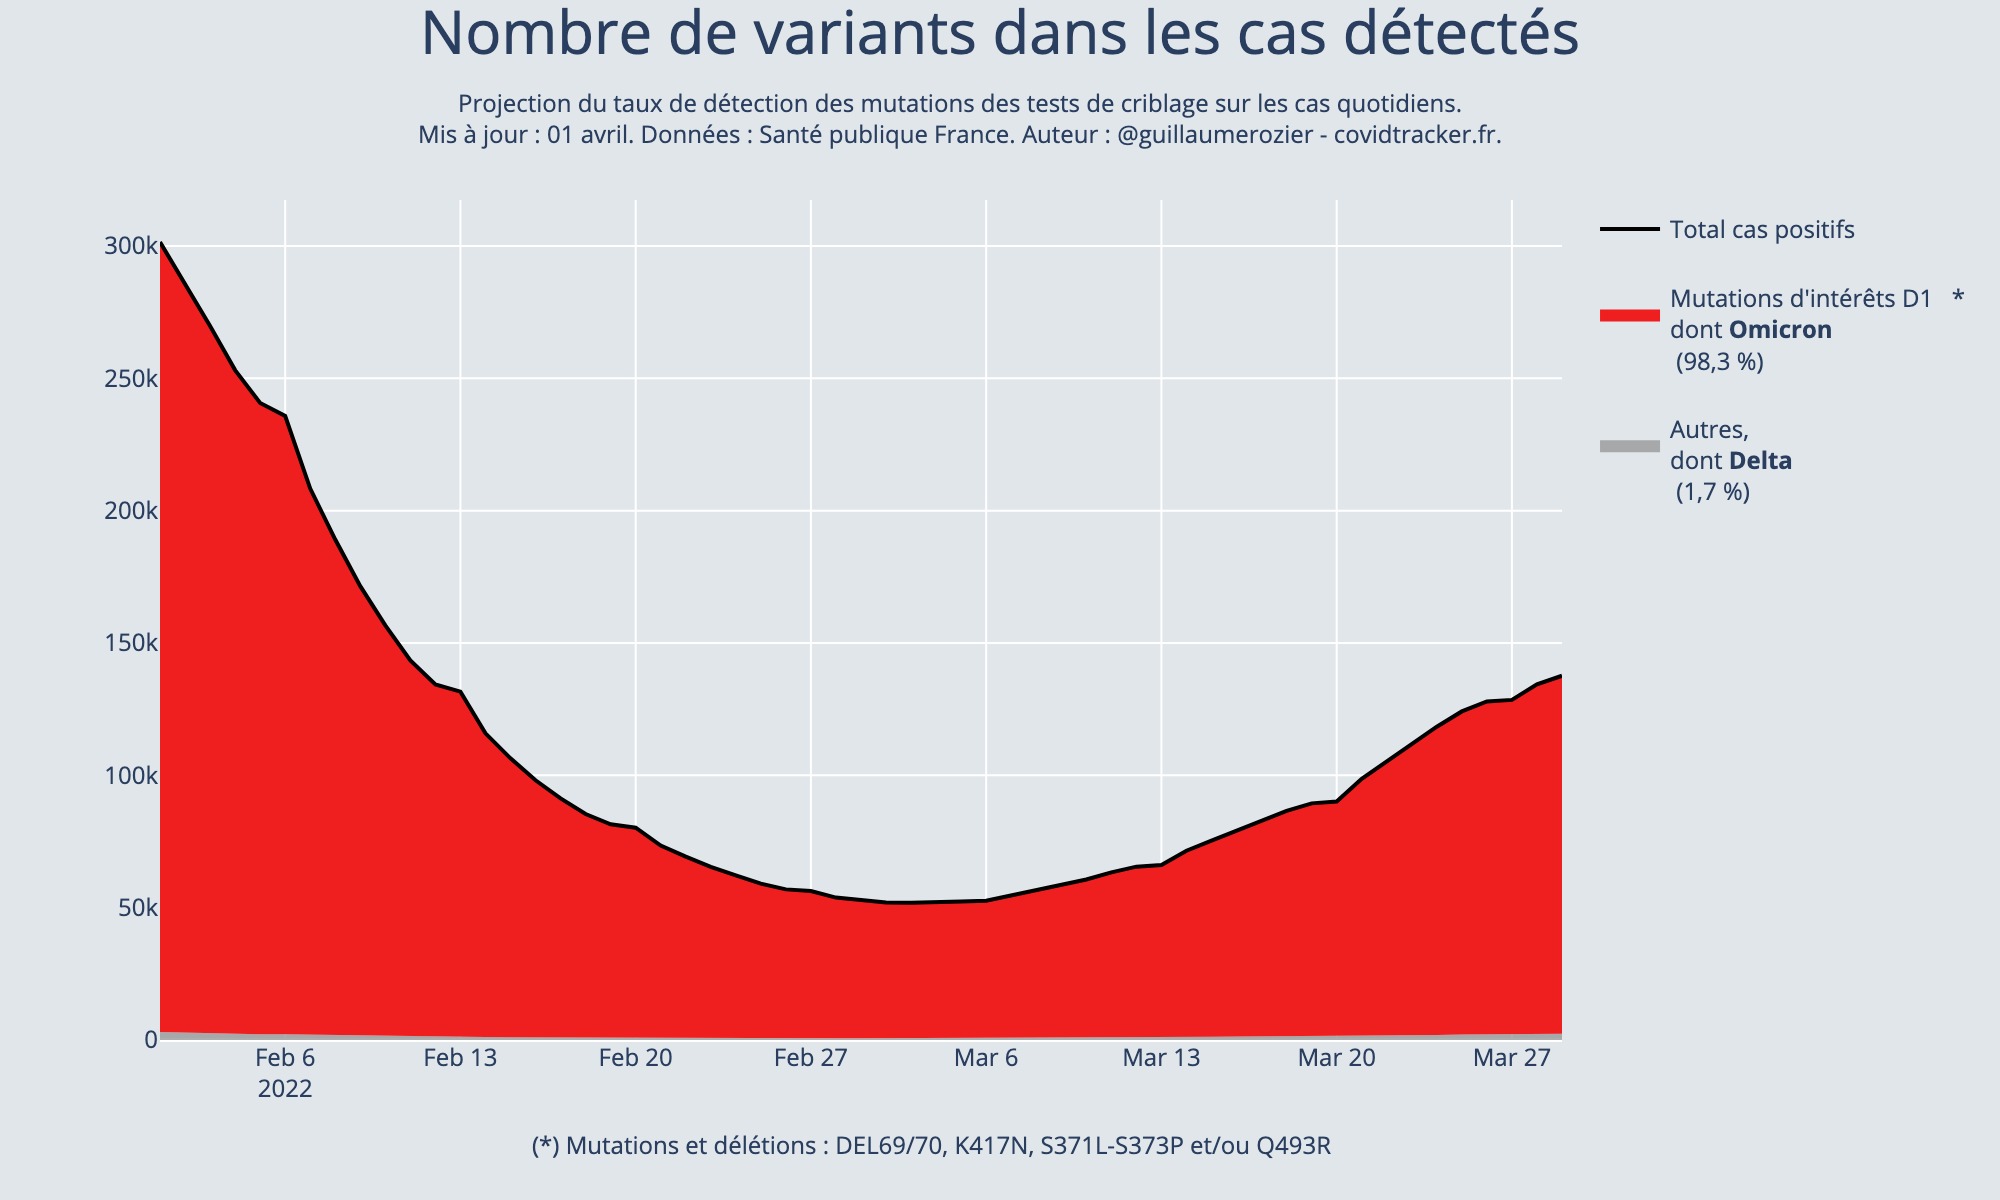 Nombre de variants dans les cas détectés
Projection du taux de détection des mutations des tests de criblage sur les cas quotidiens.
Mis à jour : 01 avril. Données : Santé publique France. Auteur : @guillaumerozier - covidtracker.fr.
Total cas positifs
Mutations d'intérêts D1 *
dont Omicron
(98,3 %)
Autres,
dont Delta
(1,7 %)
300k
250k
200k
150k
100k
50k
0
Feb 6 Feb 13 Feb 20 Feb 27 Mar 6 Mar 13 Mar 20 Mar 27
2022
(*) Mutations et délétions : DEL69/70, K417N, S371L-S373P et/ou Q493R